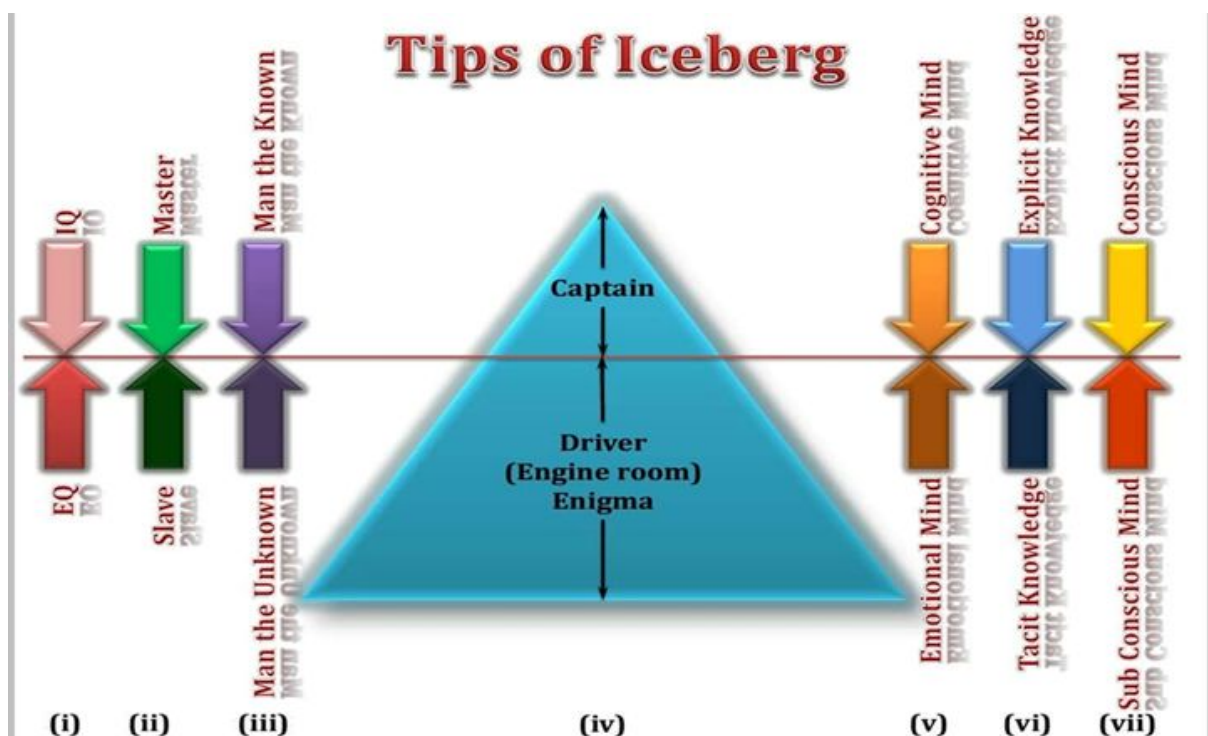 Tips of Iceberg
IQ
Master
Man the Known
Cognitive Mind
Explicit Knowledge
Conscious Mind
Captain
Driver
(Engine room)
Enigma
EQ
Slave
Man the Unknown
Emotional Mind
Tacit Knowledge
Sub Conscious Mind
(i)
(ii)
(iii)
(iv)
(v)
(vi)
(vii)